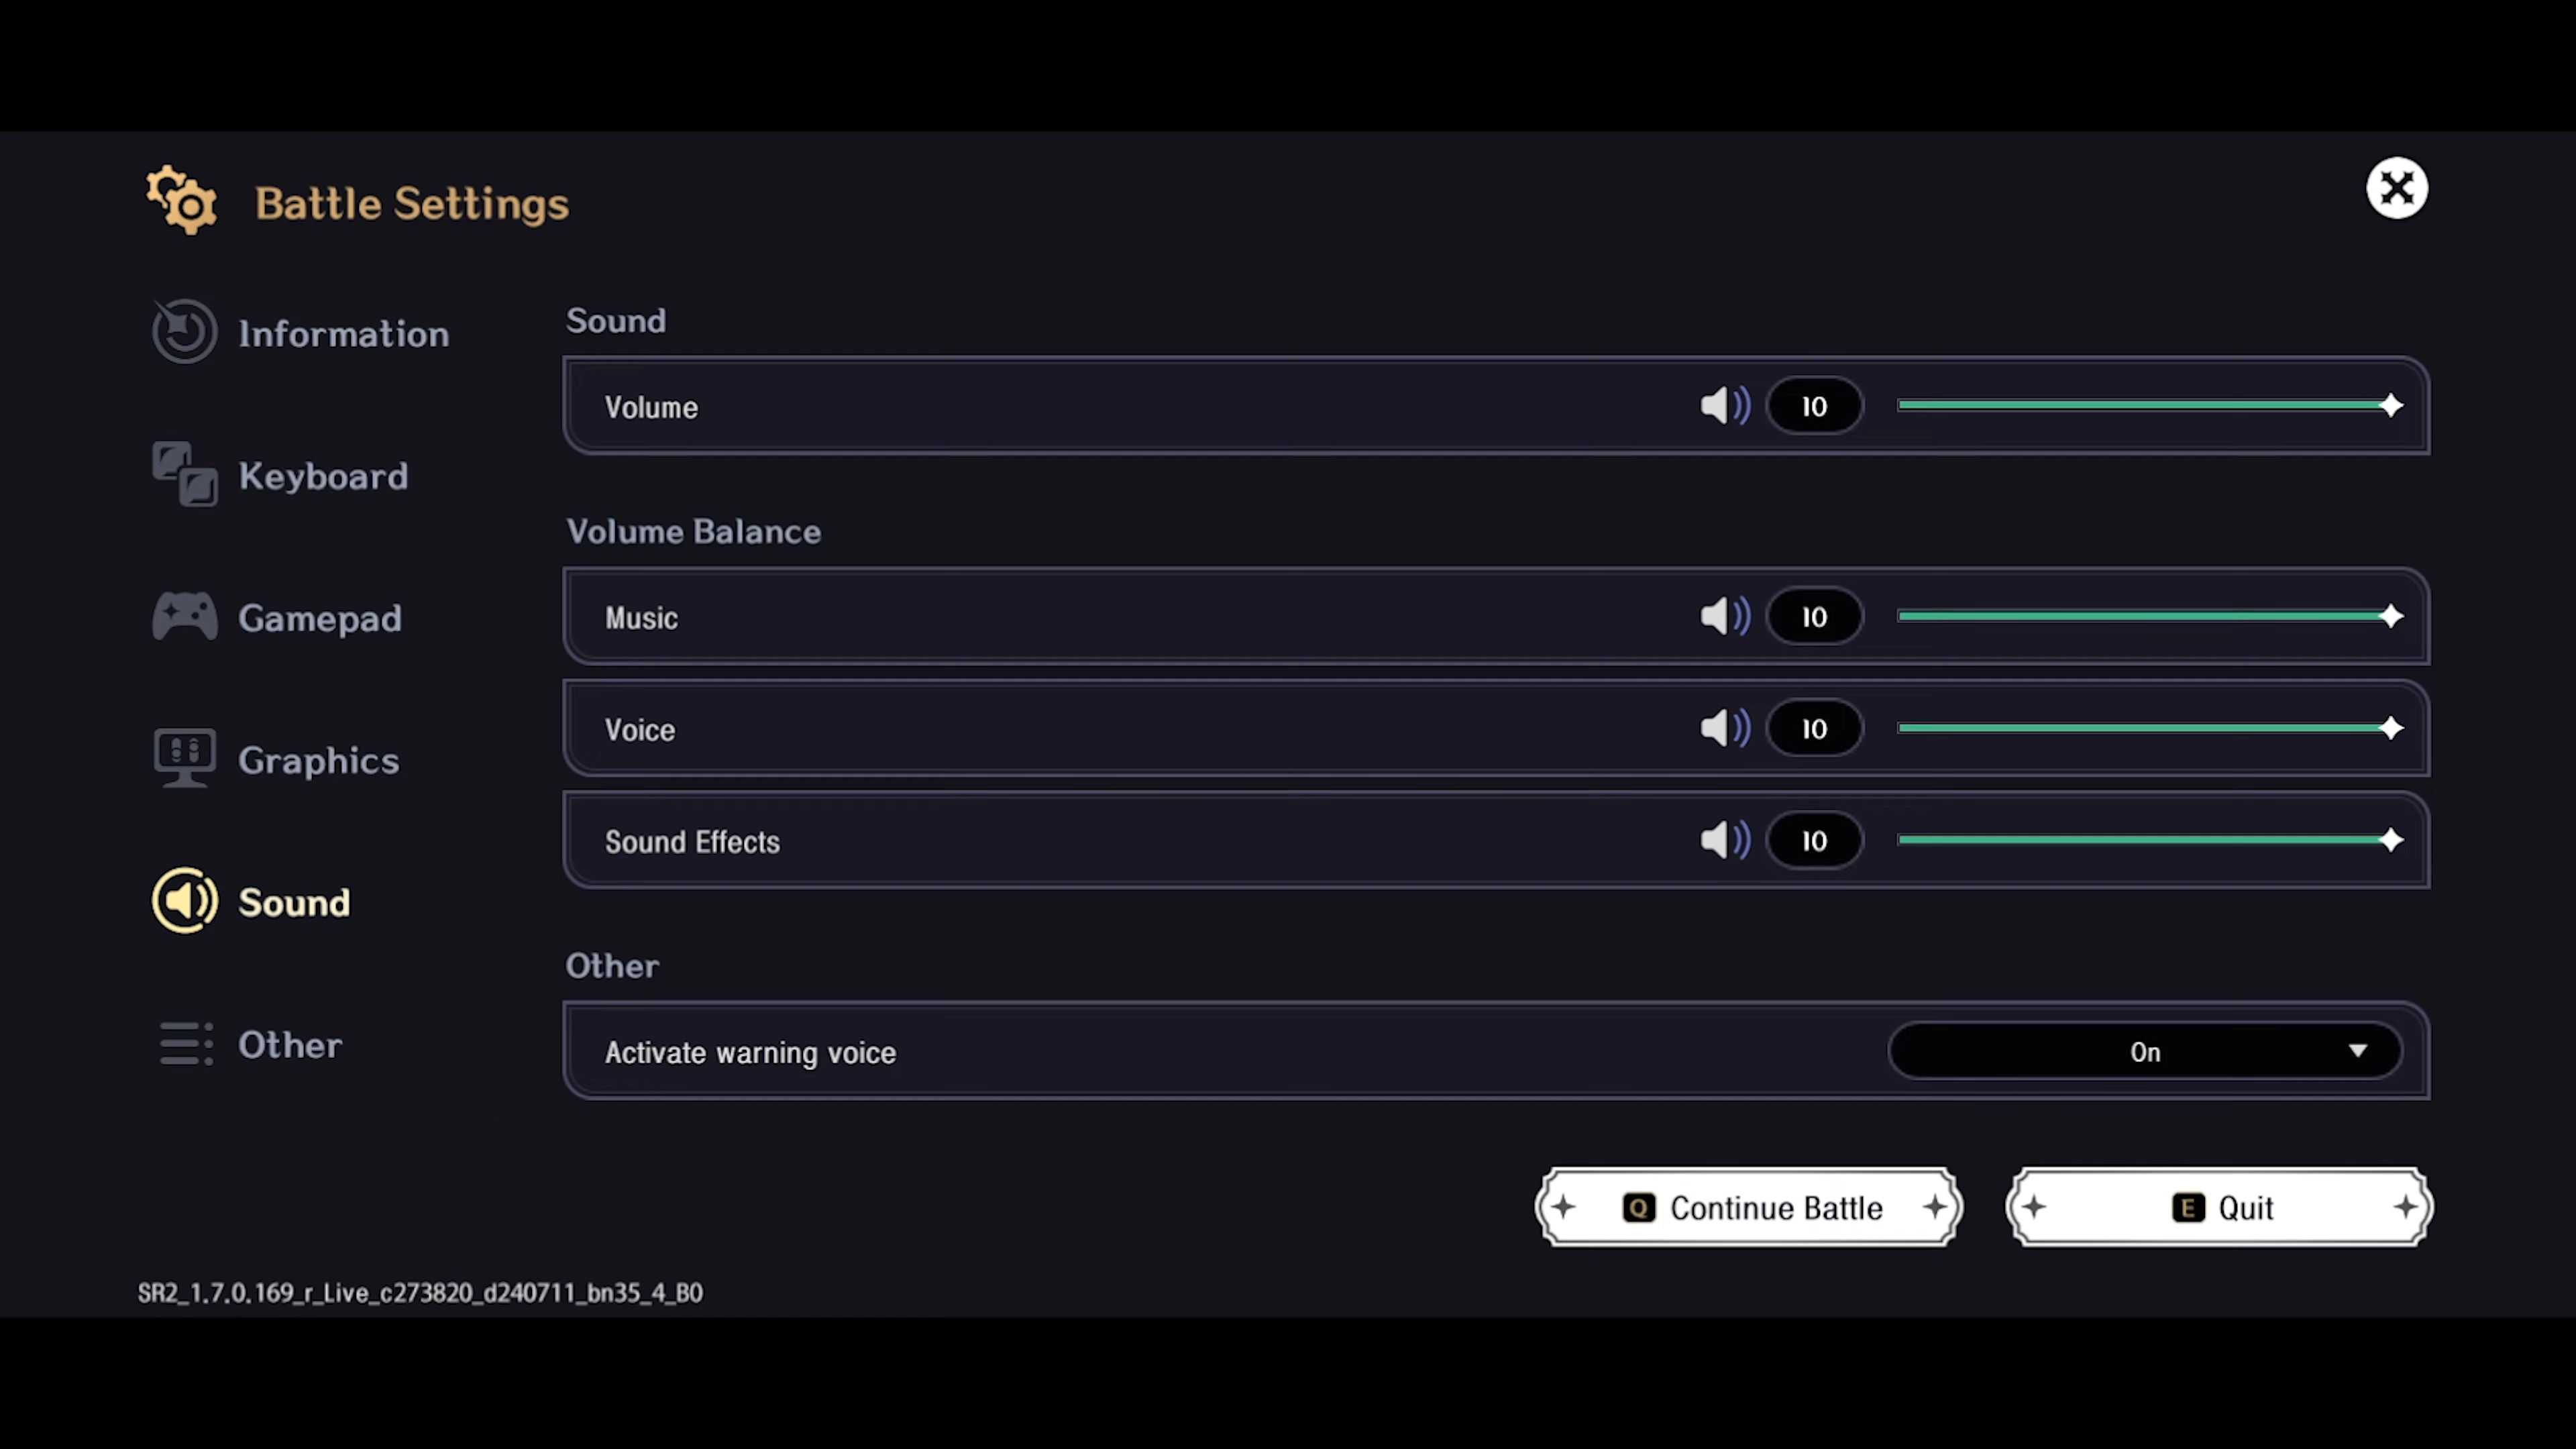 Battle Settings
Information
Keyboard
Gamepad
Graphics
Sound
Other
Sound
Volume 10
Volume Balance
Music 10
Voice 10
Sound Effects 10
Other
Activate warning voice On
Q Continue Battle
E Quit
SR2_1.7.0.169_r_Live_c273820_d240711_bn35_4_B0